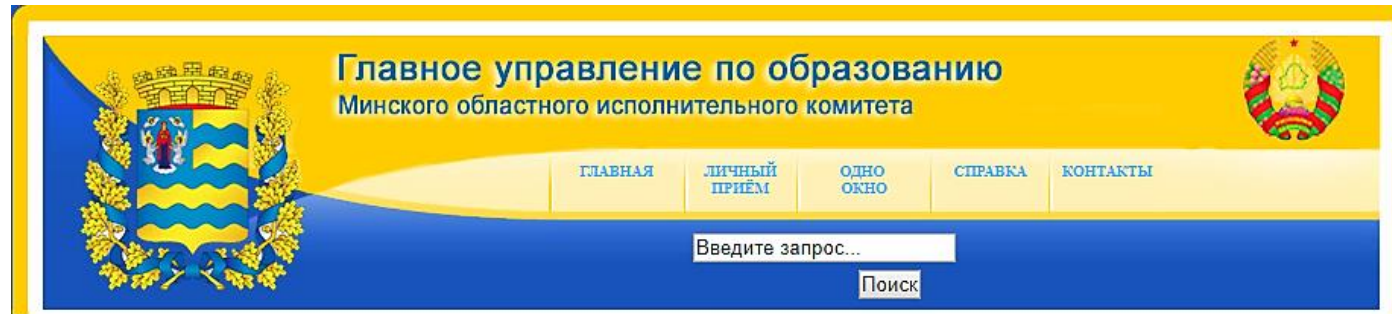 Главное управление по образованию
Минского областного исполнительного комитета
ГЛАВНАЯ
ЛИЧНЫЙ
ПРИЁМ
ОДНО
ОКНО
СПРАВКА
КОНТАКТЫ
Введите запрос...
Поиск